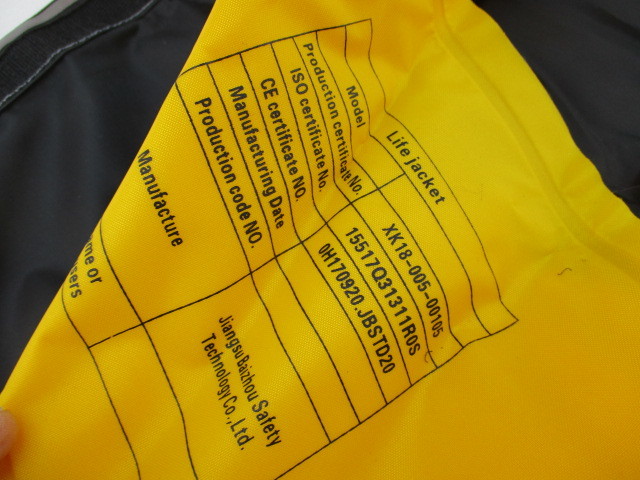 Life jacket
Model
Production certificate No. XK18-005-00105
ISO certificate No. 15517Q31311R0S
CE certificate NO. 0H170920.JBSTD20
Manufacturing Date
Production code NO.
Manufacture Jiangsu Baizhou Safety
Technology Co., Ltd.
or